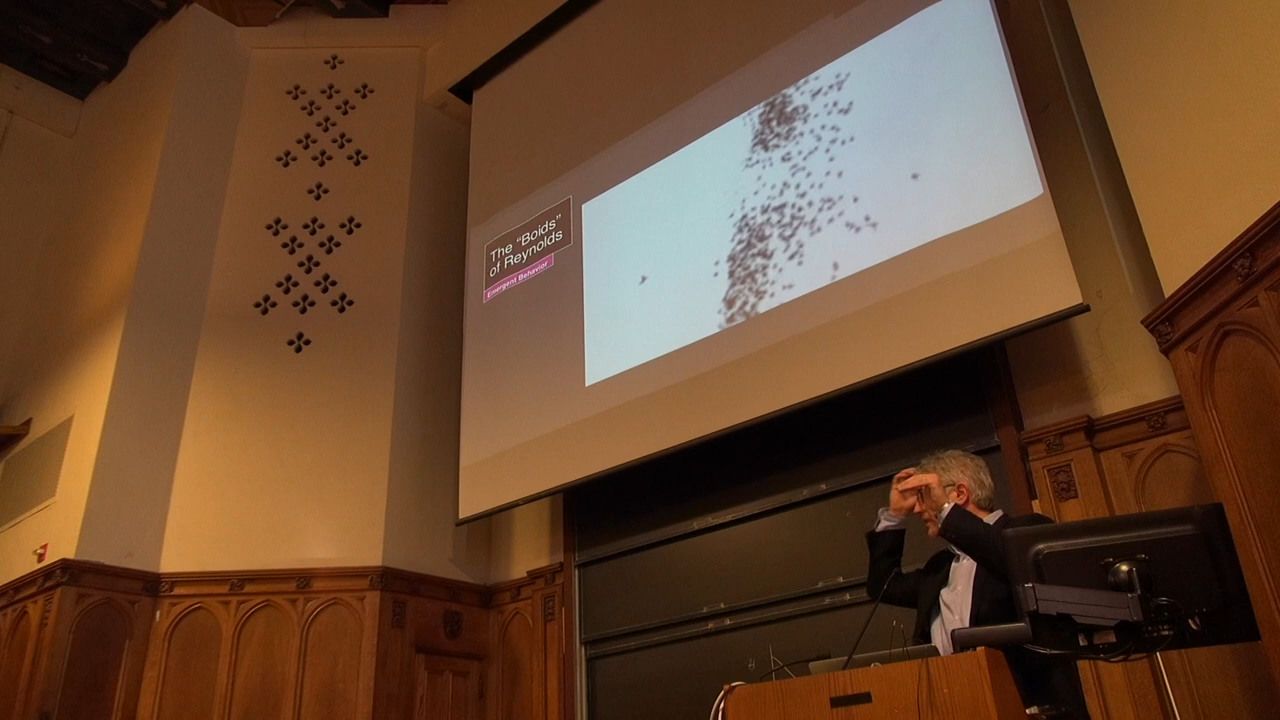 The "Boids"
of Reynolds
Emergent Behavior